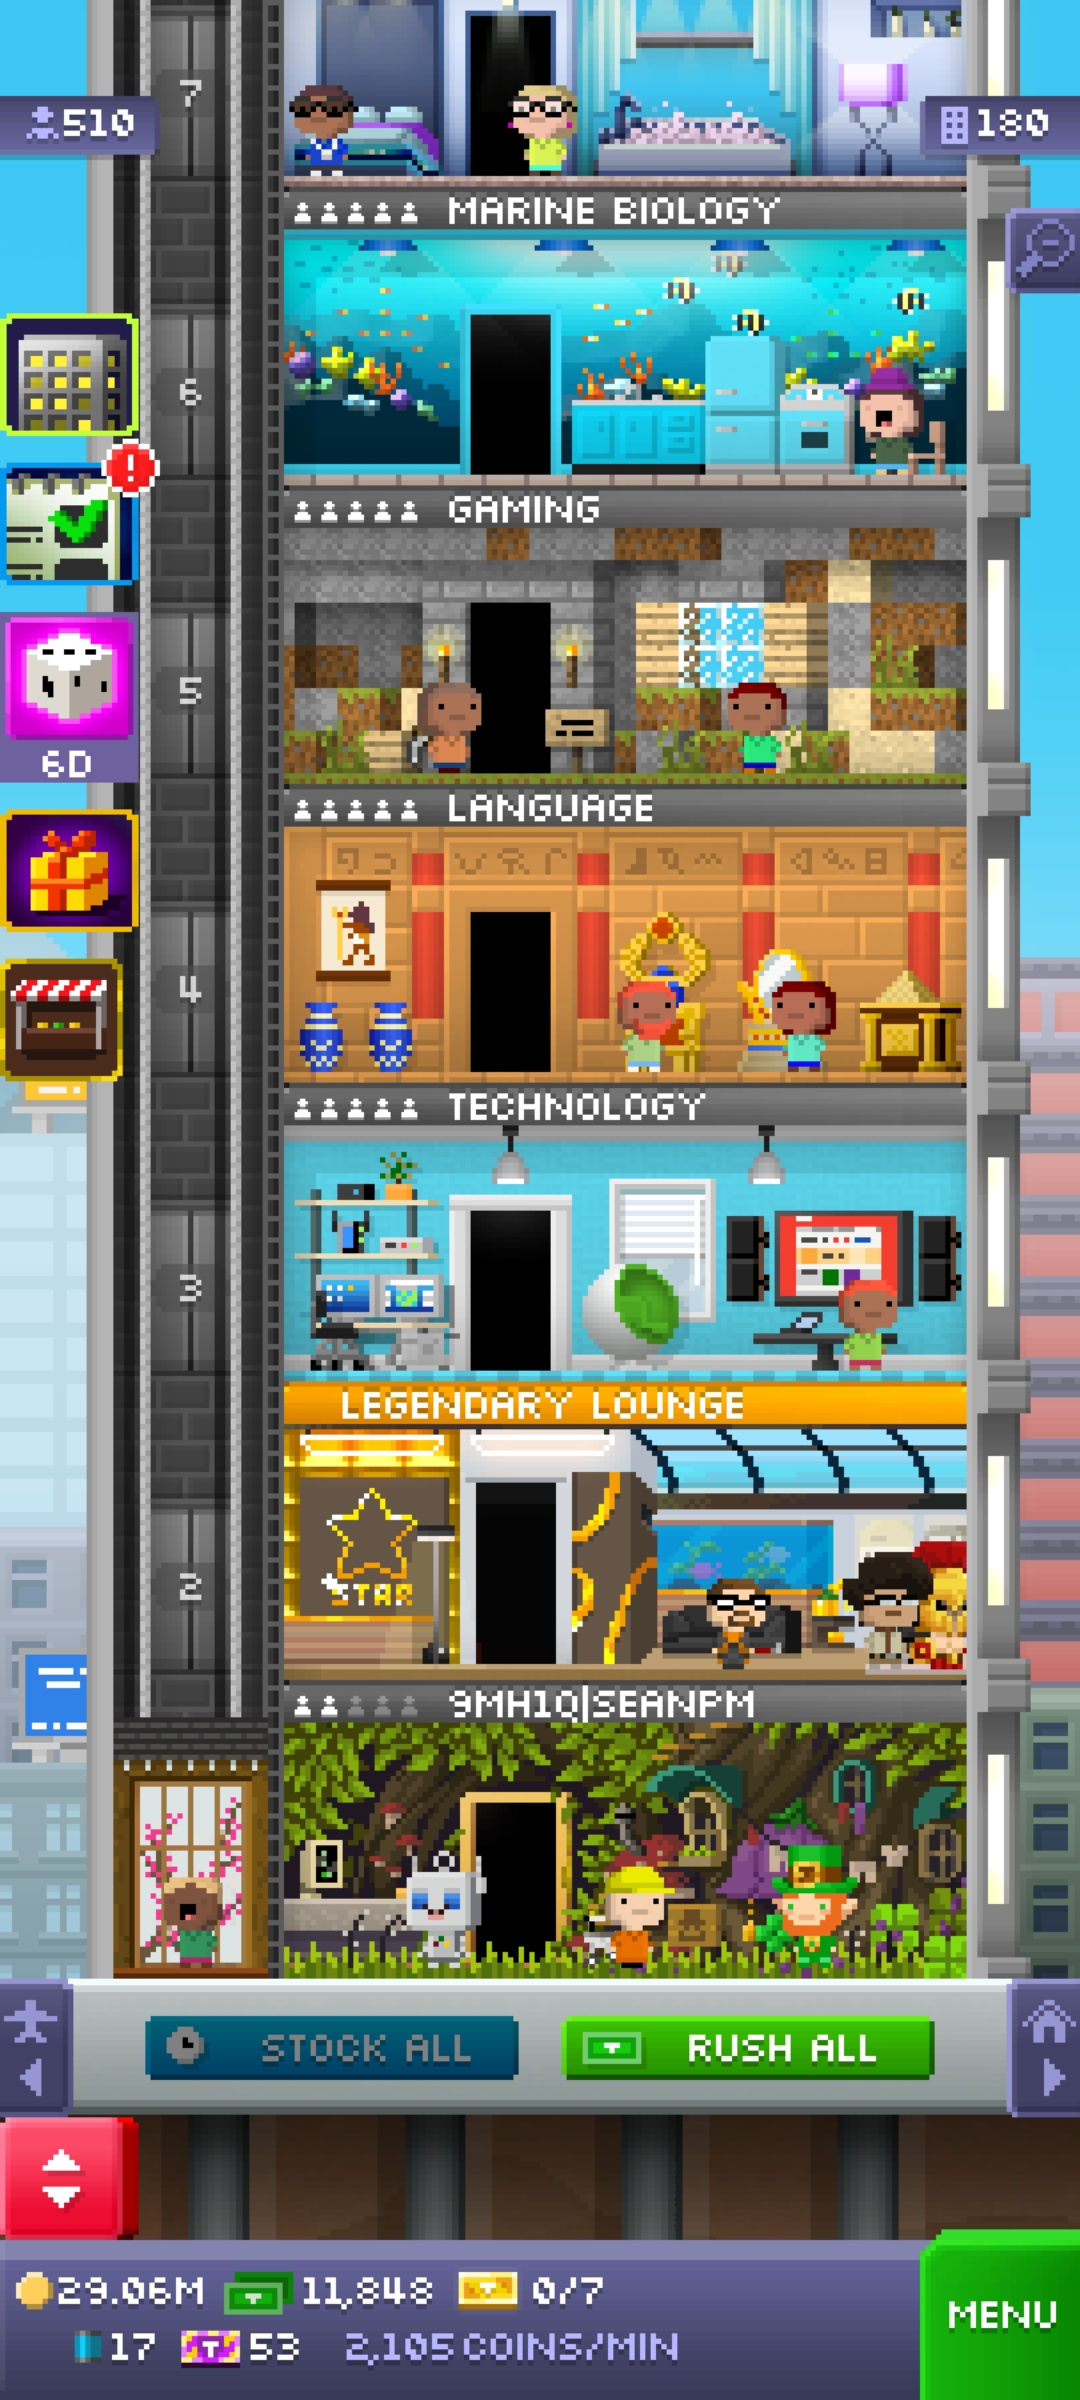 7
510
180
MARINE BIOLOGY
6
GAMING
5
6D
LANGUAGE
4
TECHNOLOGY
3
LEGENDARY LOUNGE
STAR
2
9MH1Q|SEANPM
STOCK ALL
RUSH ALL
29.06M
11,848
0/7
MENU
17
53
2,105 COINS/MIN